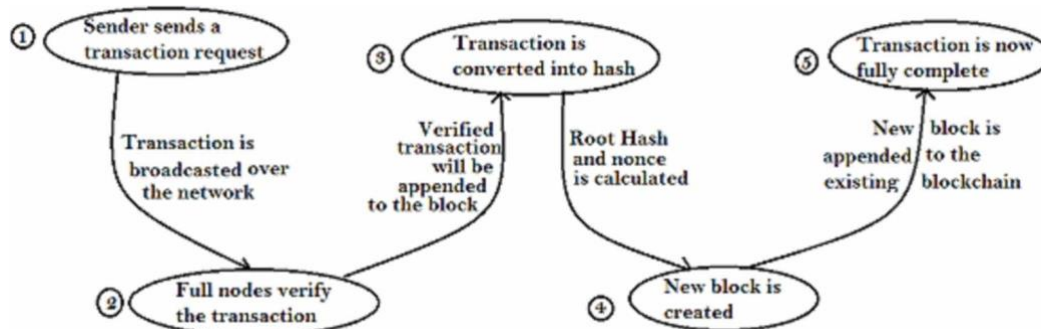 1
Sender sends a
transaction request
Transaction is
broadcasted over
the network
2
Full nodes verify
the transaction
Verified
transaction
will be
appended
to the block
3
Transaction is
converted into hash
Root Hash
and nonce
is calculated
4
New block is
created
New block is
appended to the
existing blockchain
5
Transaction is now
fully complete